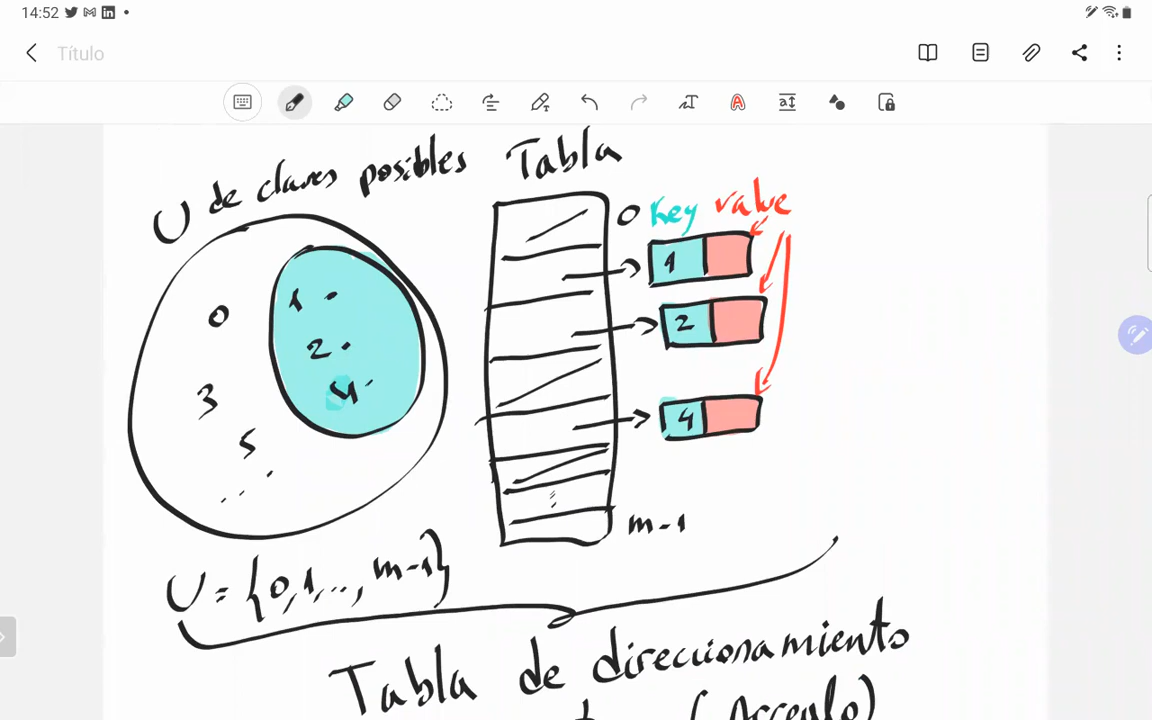 14:52
Título
U de claves posibles Tabla
0 key value
1
2
4
0
3
5
1
2
4
m-1
U = {0,1,..., m-1}
Tabla de direccionamiento
(Arreglo)